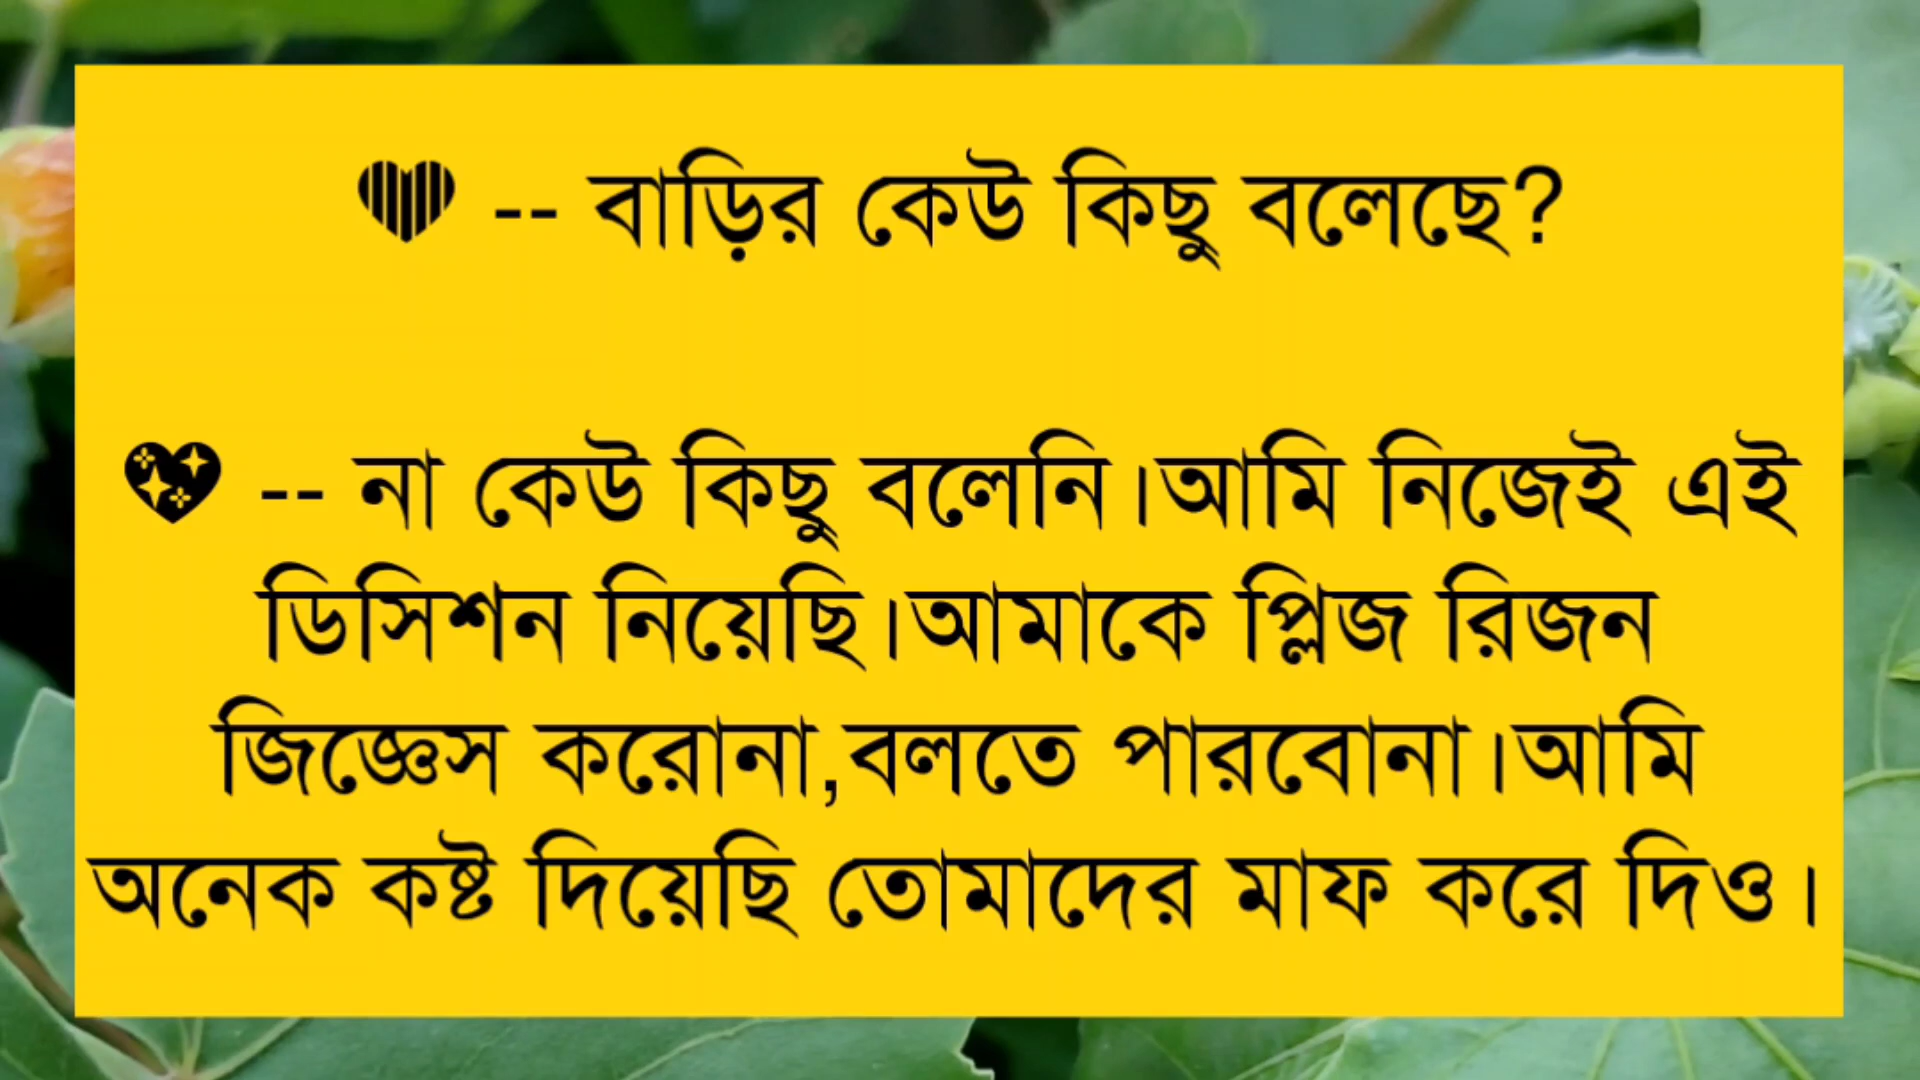 🖤 -- বাড়ির কেউ কিছু বলেছে?
💖 -- না কেউ কিছু বলেনি।আমি নিজেই এই
ডিসিশন নিয়েছি।আমাকে প্লিজ রিজন
জিজ্ঞেস করোনা,বলতে পারবোনা।আমি
অনেক কষ্ট দিয়েছি তোমাদের মাফ করে দিও।